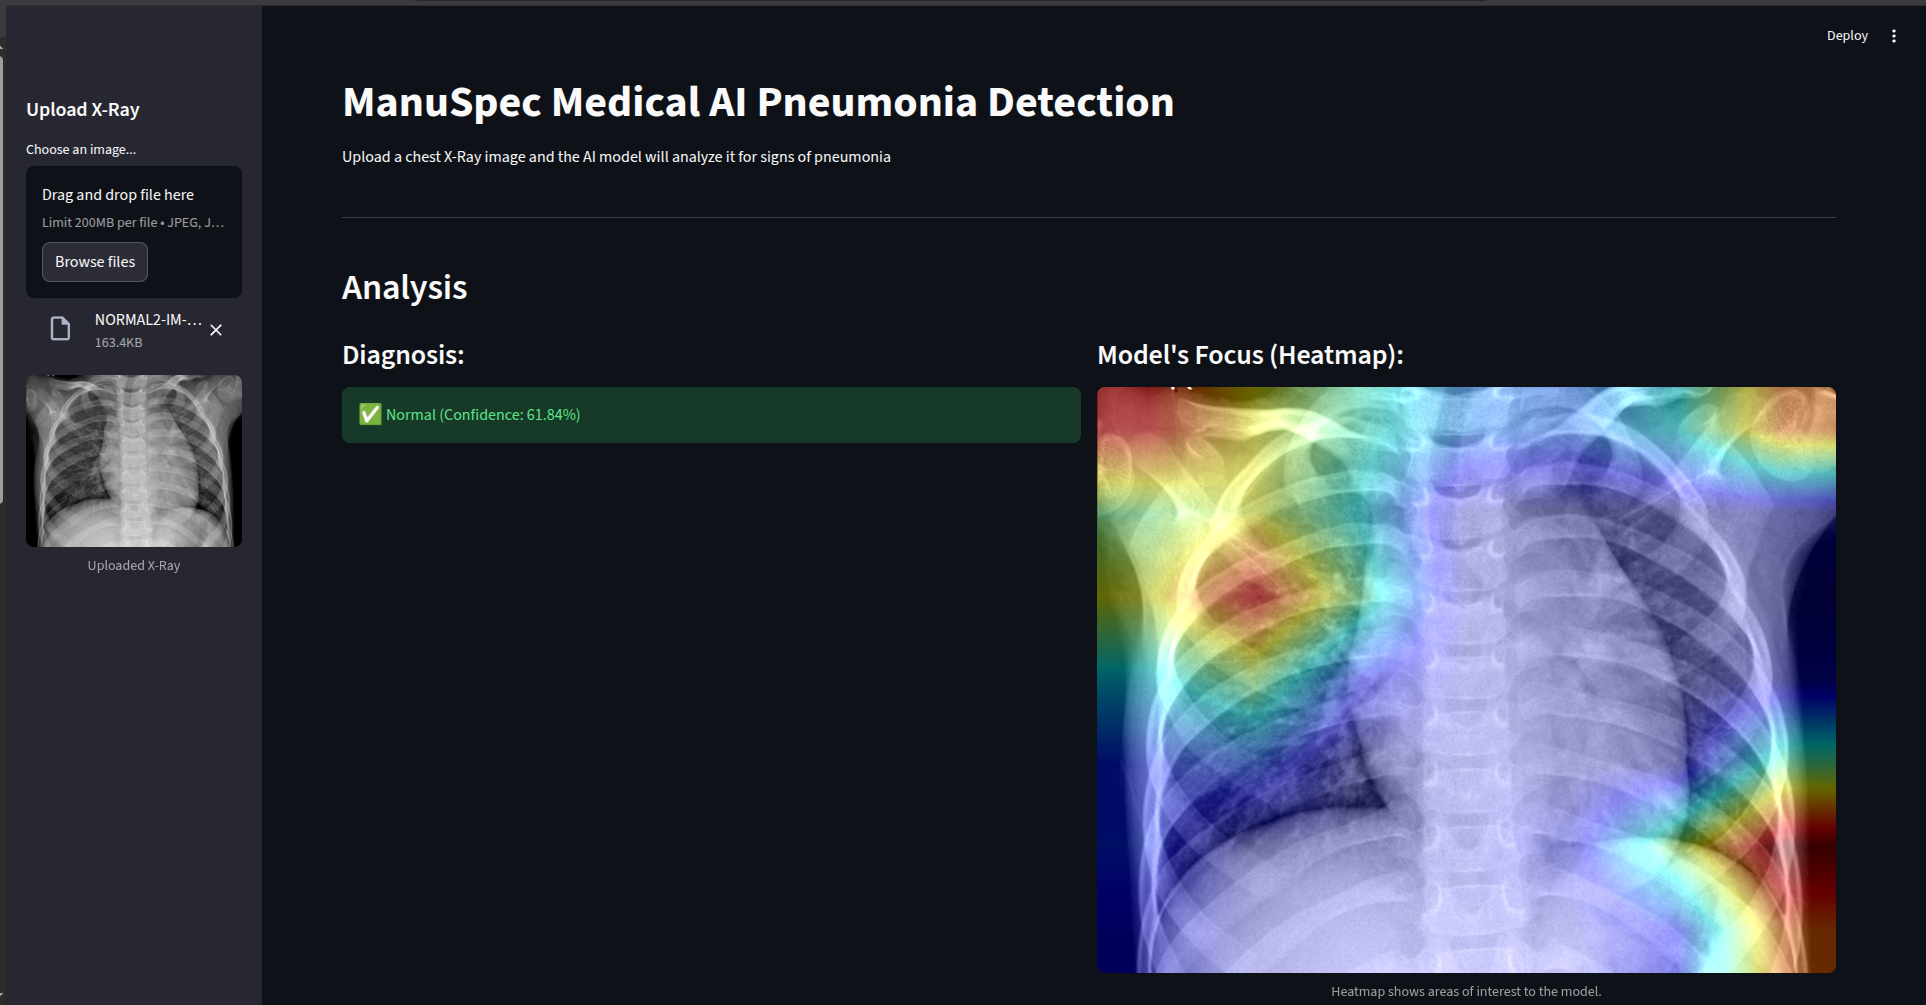 Deploy
Upload X-Ray
Choose an image...
Drag and drop file here
Limit 200MB per file • JPEG, J...
Browse files
NORMAL2-IM-...
163.4KB
Uploaded X-Ray
ManuSpec Medical AI Pneumonia Detection
Upload a chest X-Ray image and the AI model will analyze it for signs of pneumonia
Analysis
Diagnosis:
✅ Normal (Confidence: 61.84%)
Model's Focus (Heatmap):
Heatmap shows areas of interest to the model.